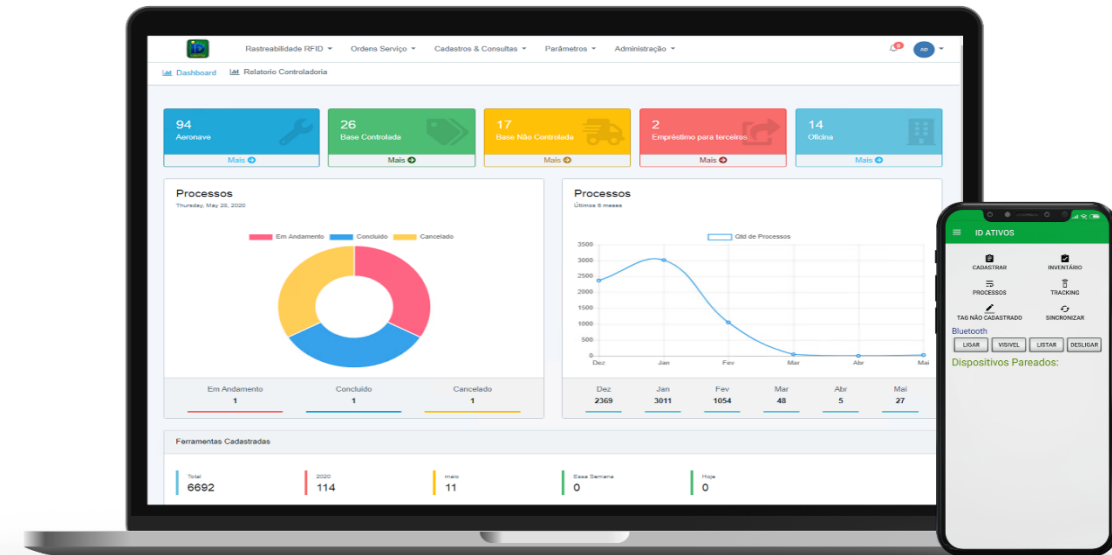 Rastreabilidade RFID Ordens Serviço Cadastros & Consultas Parâmetros Administração
Dashboard Relatorio Controladoria
94
Aeronave
Mais
26
Base Controlada
Mais
17
Base Não Controlada
Mais
2
Empréstimo para terceiros
Mais
14
Oficina
Mais
Processos
Thursday, May 28, 2020
Em Andamento Concluido Cancelado
Em Andamento Concluido Cancelado
1 1 1
Processos
Últimos 6 meses
Qtd de Processos
3500
3000
2500
2000
1500
1000
500
0
Dez Jan Fev Mar Abr Mai
Dez Jan Fev Mar Abr Mai
2369 3011 1054 48 5 27
Ferramentas Cadastradas
Total 2020 maio Essa Semana Hoje
6692 114 11 0 0
ID ATIVOS
CADASTRAR INVENTÁRIO
PROCESSOS TRACKING
TAG NÃO CADASTRADO SINCRONIZAR
Bluetooth
LIGAR VISIVEL LISTAR DESLIGAR
Dispositivos Pareados: